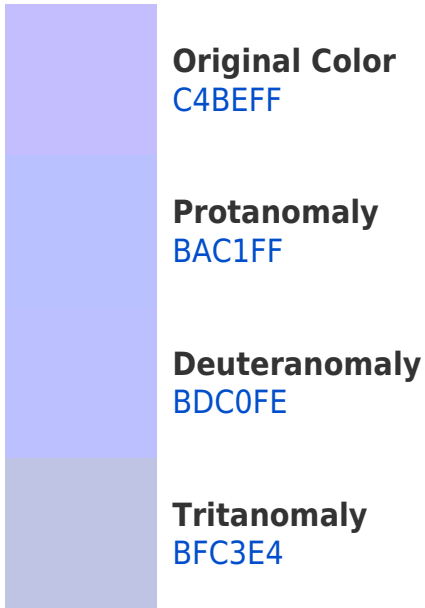 Original Color
C4BEFF
Protanomaly
BAC1FF
Deuteranomaly
BDC0FE
Tritanomaly
BFC3E4